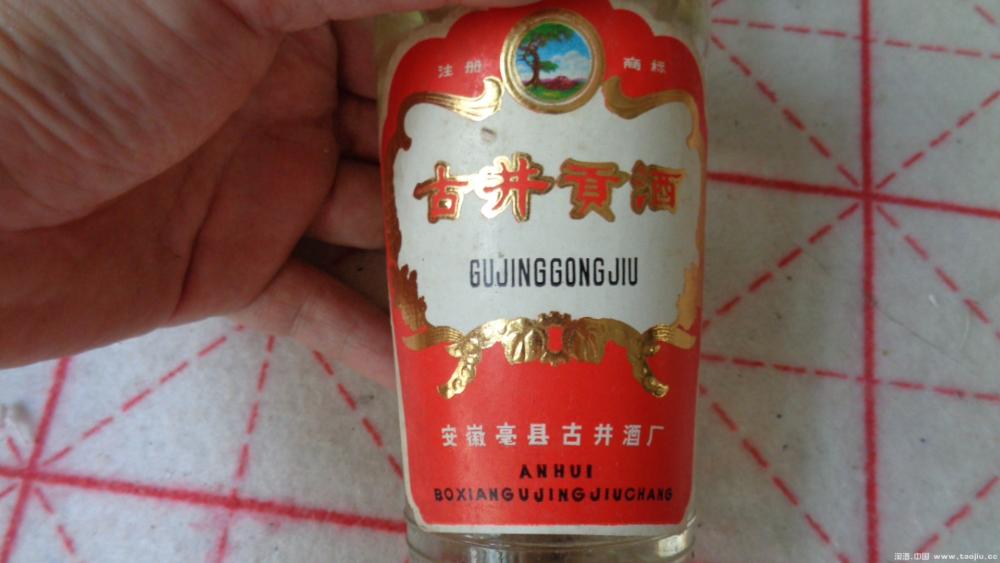 注册 商标
古井贡酒
GUJINGGONGJIU
安徽亳县古井酒厂
ANHUI
BOXIANGUJINGJIUCHANG
淘酒.中国 www.taojiu.cc